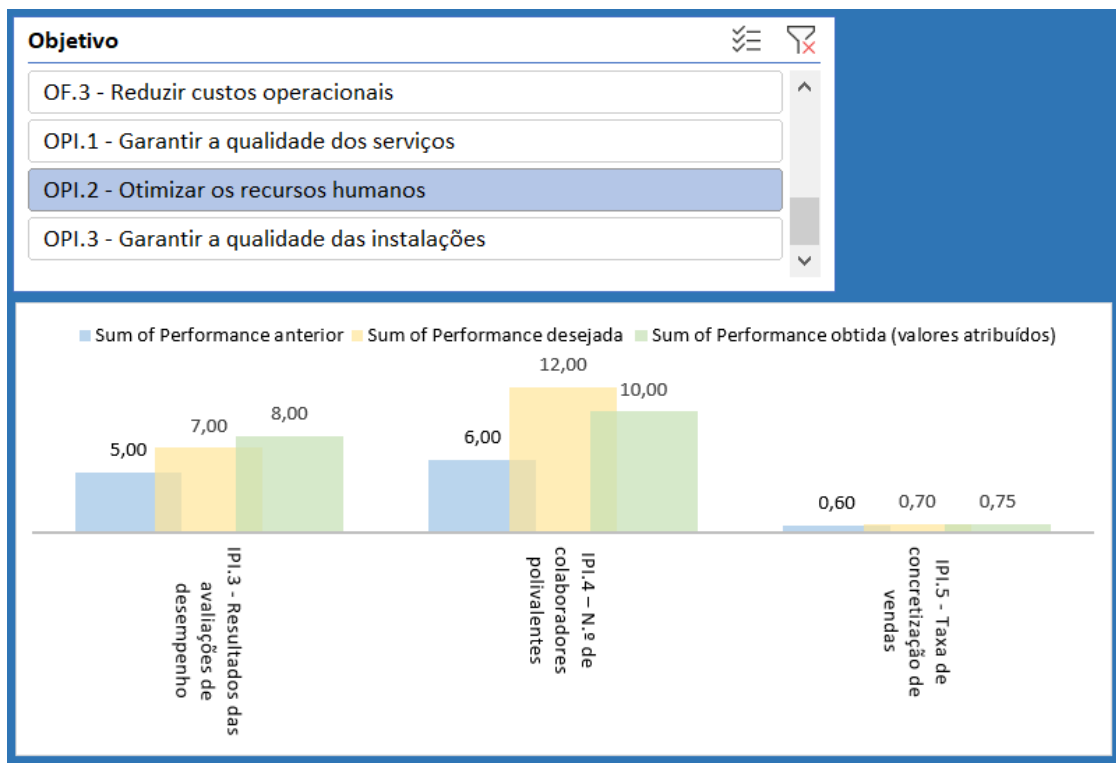 Objetivo
OF.3 - Reduzir custos operacionais
OPI.1 - Garantir a qualidade dos serviços
OPI.2 - Otimizar os recursos humanos
OPI.3 - Garantir a qualidade das instalações
Sum of Performance anterior Sum of Performance desejada Sum of Performance obtida (valores atribuídos)
5,00
7,00
8,00
6,00
12,00
10,00
0,60
0,70
0,75
IPI.3 - Resultados das
avaliações de
desempenho
IPI.4 – N.º de
colaboradores
polivalentes
IPI.5 - Taxa de
concretização de
vendas